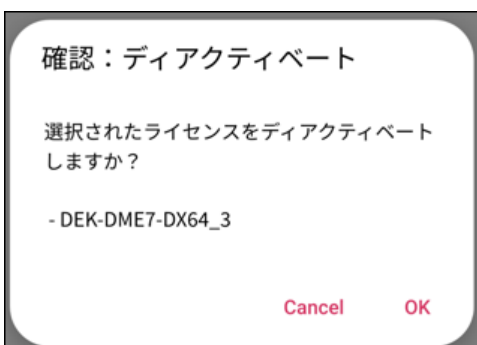 確認：ディアクティベート
選択されたライセンスをディアクティベート
しますか？
- DEK-DME7-DX64_3
Cancel
OK